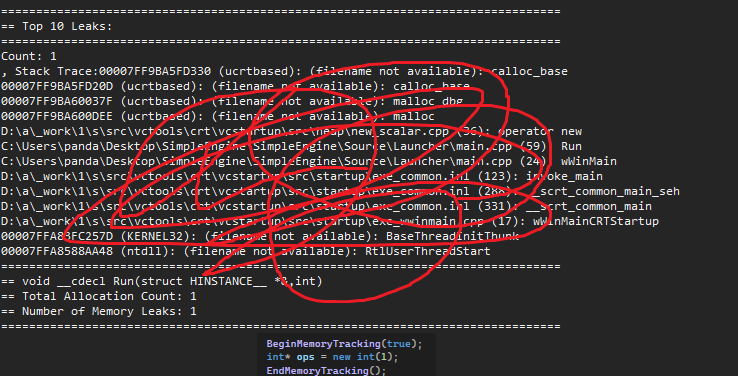 ==========================================================================
== Top 10 Leaks:
==========================================================================
Count: 1
, Stack Trace:00007FF9BA5FD330 (ucrtbased): (filename not available): calloc_base
00007FF9BA5FD20D (ucrtbased): (filename not available): calloc_base
00007FF9BA60037F (ucrtbased): (filename not available): malloc_dbg
00007FF9BA600DEE (ucrtbased): (filename not available): malloc
D:\a\_work\1\s\src\vctools\crt\vcstartup\src\heap\new_scalar.cpp (36): operator new
C:\Users\panda\Desktop\SimpleEngine\SimpleEngine\Source\Launcher\main.cpp (59): Run
C:\Users\panda\Desktop\SimpleEngine\SimpleEngine\Source\Launcher\main.cpp (24): wWinMain
D:\a\_work\1\s\src\vctools\crt\vcstartup\src\startup\exe_common.inl (123): invoke_main
D:\a\_work\1\s\src\vctools\crt\vcstartup\src\startup\exe_common.inl (288): __scrt_common_main_seh
D:\a\_work\1\s\src\vctools\crt\vcstartup\src\startup\exe_common.inl (331): __scrt_common_main
D:\a\_work\1\s\src\vctools\crt\vcstartup\src\startup\exe_wwinmain.cpp (17): wWinMainCRTStartup
(KERNEL32): (filename not available): BaseThreadInitThunk
00007FFA8588AA48 (ntdll): (filename not available): RtlUserThreadStart
==========================================================================
== void __cdecl Run(struct HINSTANCE__ *,int)
== Total Allocation Count: 1
== Number of Memory Leaks: 1
==========================================================================
BeginMemoryTracking(true);
int* ops = new int(1);
EndMemoryTracking();